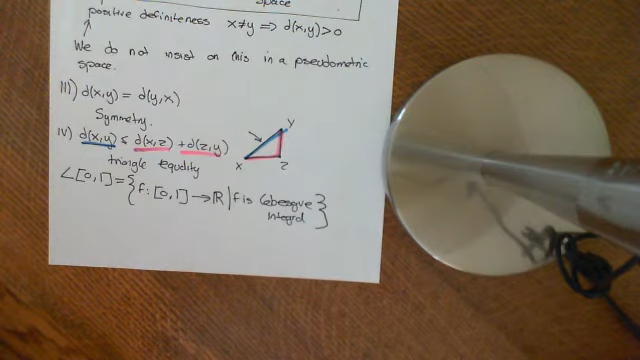 space
positive definiteness x≠y => d(x,y)>0
We do not insist on this in a pseudometric
space.
III) d(x,y) = d(y,x)
Symmetry.
IV) d(x,y) ≤ d(x,z) + d(z,y)
triangle equality
x y z
L[0,1] = { f: [0,1] → ℝ | f is Lebesgue
integral }